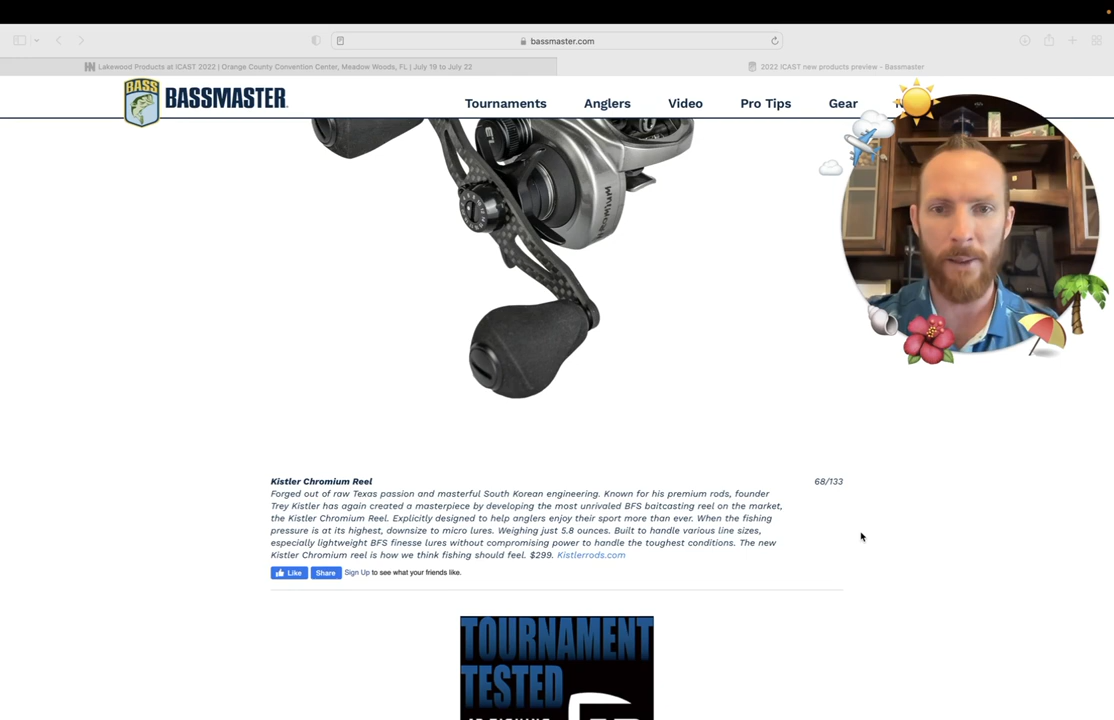 bassmaster.com
Lakewood Products at ICAST 2022 | Orange County Convention Center, Meadow Woods, FL | July 19 to July 22
2022 ICAST new products preview - Bassmaster
BASS
BASSMASTER
Tournaments Anglers Video Pro Tips Gear
Kistler Chromium Reel 68/133
Forged out of raw Texas passion and masterful South Korean engineering. Known for his premium rods, founder
Trey Kistler has again created a masterpiece by developing the most unrivaled BFS baitcasting reel on the market,
the Kistler Chromium Reel. Explicitly designed to help anglers enjoy their sport more than ever. When the fishing
pressure is at its highest, downsize to micro lures. Weighing just 5.8 ounces. Built to handle various line sizes,
especially lightweight BFS finesse lures without compromising power to handle the toughest conditions. The new
Kistler Chromium reel is how we think fishing should feel. $299. Kistlerrods.com
Like Share Sign Up to see what your friends like.
TOURNAMENT
TESTED